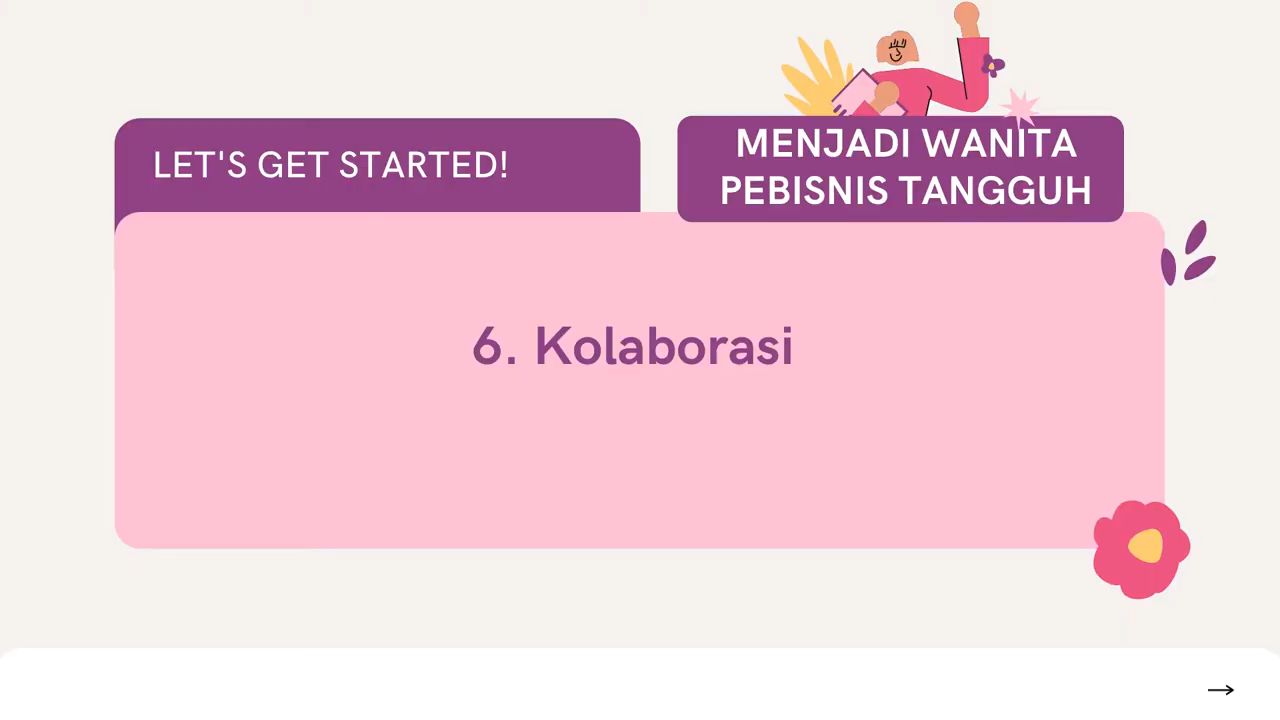 LET'S GET STARTED!
MENJADI WANITA
PEBISNIS TANGGUH
6. Kolaborasi